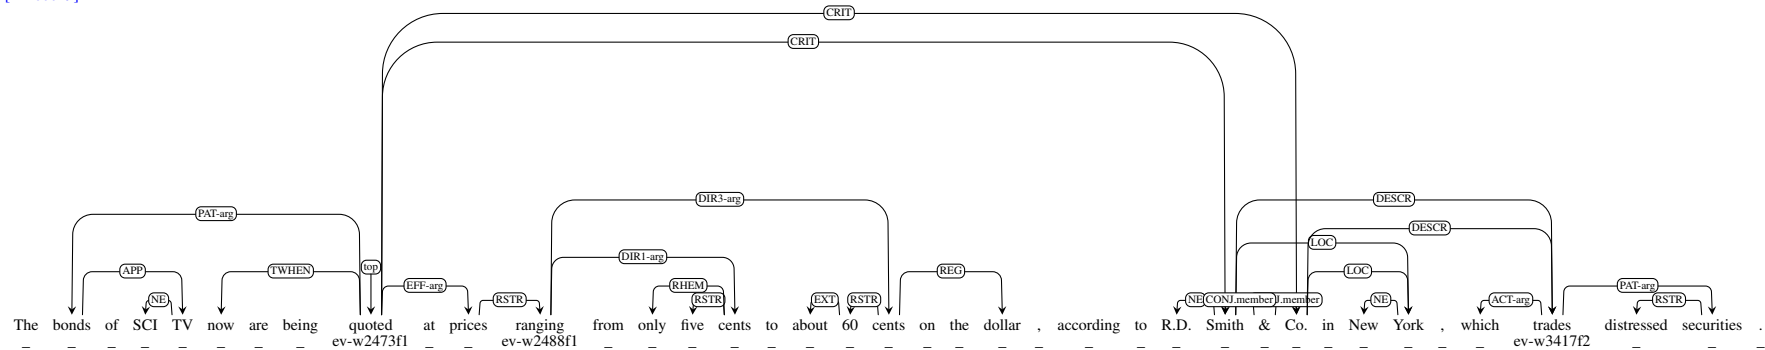 CRIT
CRIT
DIR3-arg DESCR
PAT-arg
DESCR
LOC
DIR1-arg
top
APP TWHEN REG LOC
EFF-arg RHEM PAT-arg
NE RSTR RSTR EXT RSTR NE CONJ.member J.member NE ACT-arg RSTR
The bonds of SCI TV now are being quoted at prices ranging from only five cents to about 60 cents on the dollar , according to R.D. Smith & Co. in New York , which trades distressed securities .
_ _ _ _ _ _ _ _ ev-w2473f1 _ _ ev-w2488f1 _ _ _ _ _ _ _ _ _ _ _ _ _ _ _ _ _ _ _ _ _ _ _ ev-w3417f2 _ _ _